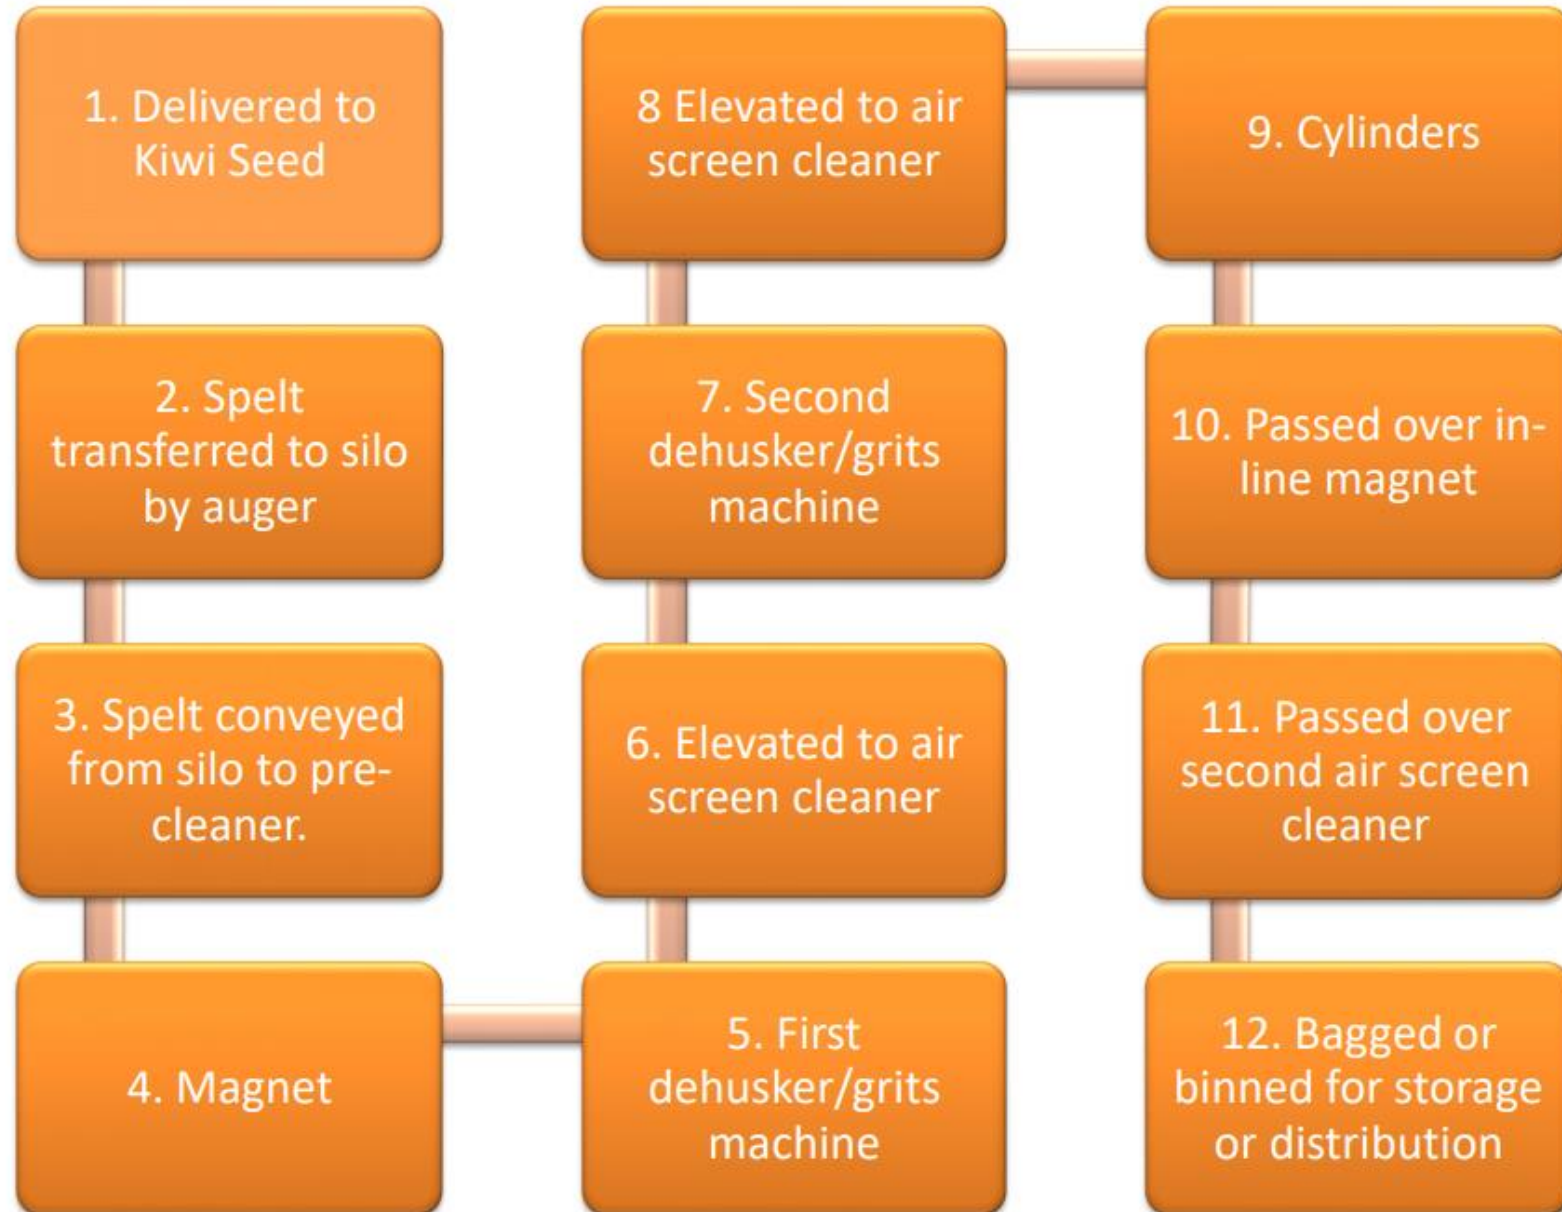 1. Delivered to
Kiwi Seed
2. Spelt
transferred to silo
by auger
3. Spelt conveyed
from silo to pre-
cleaner.
4. Magnet
5. First
dehusker/grits
machine
6. Elevated to air
screen cleaner
7. Second
dehusker/grits
machine
8 Elevated to air
screen cleaner
9. Cylinders
10. Passed over in-
line magnet
11. Passed over
second air screen
cleaner
12. Bagged or
binned for storage
or distribution